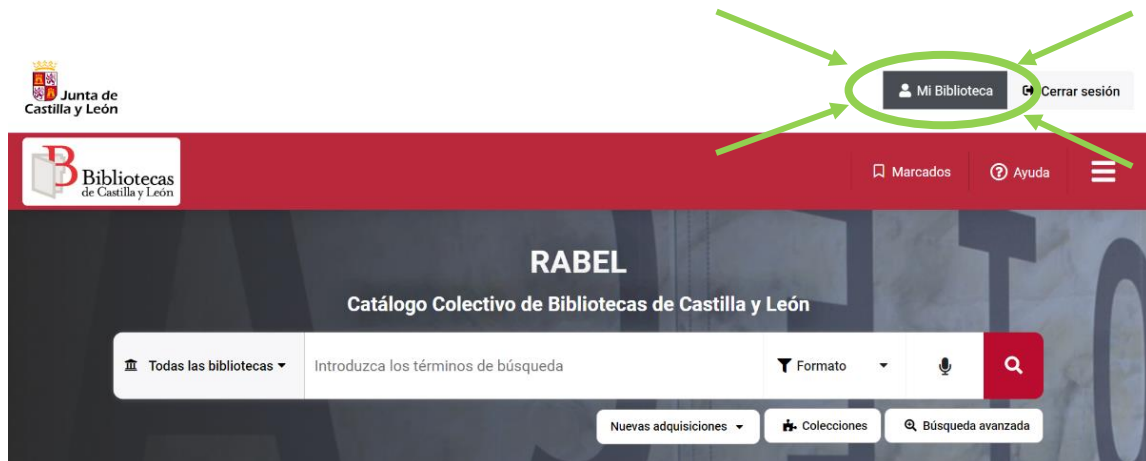 Junta de
Castilla y León
Mi Biblioteca
Cerrar sesión
Bibliotecas
de Castilla y León
Marcados
Ayuda
RABEL
Catálogo Colectivo de Bibliotecas de Castilla y León
Todas las bibliotecas
Introduzca los términos de búsqueda
Formato
Nuevas adquisiciones
Colecciones
Búsqueda avanzada